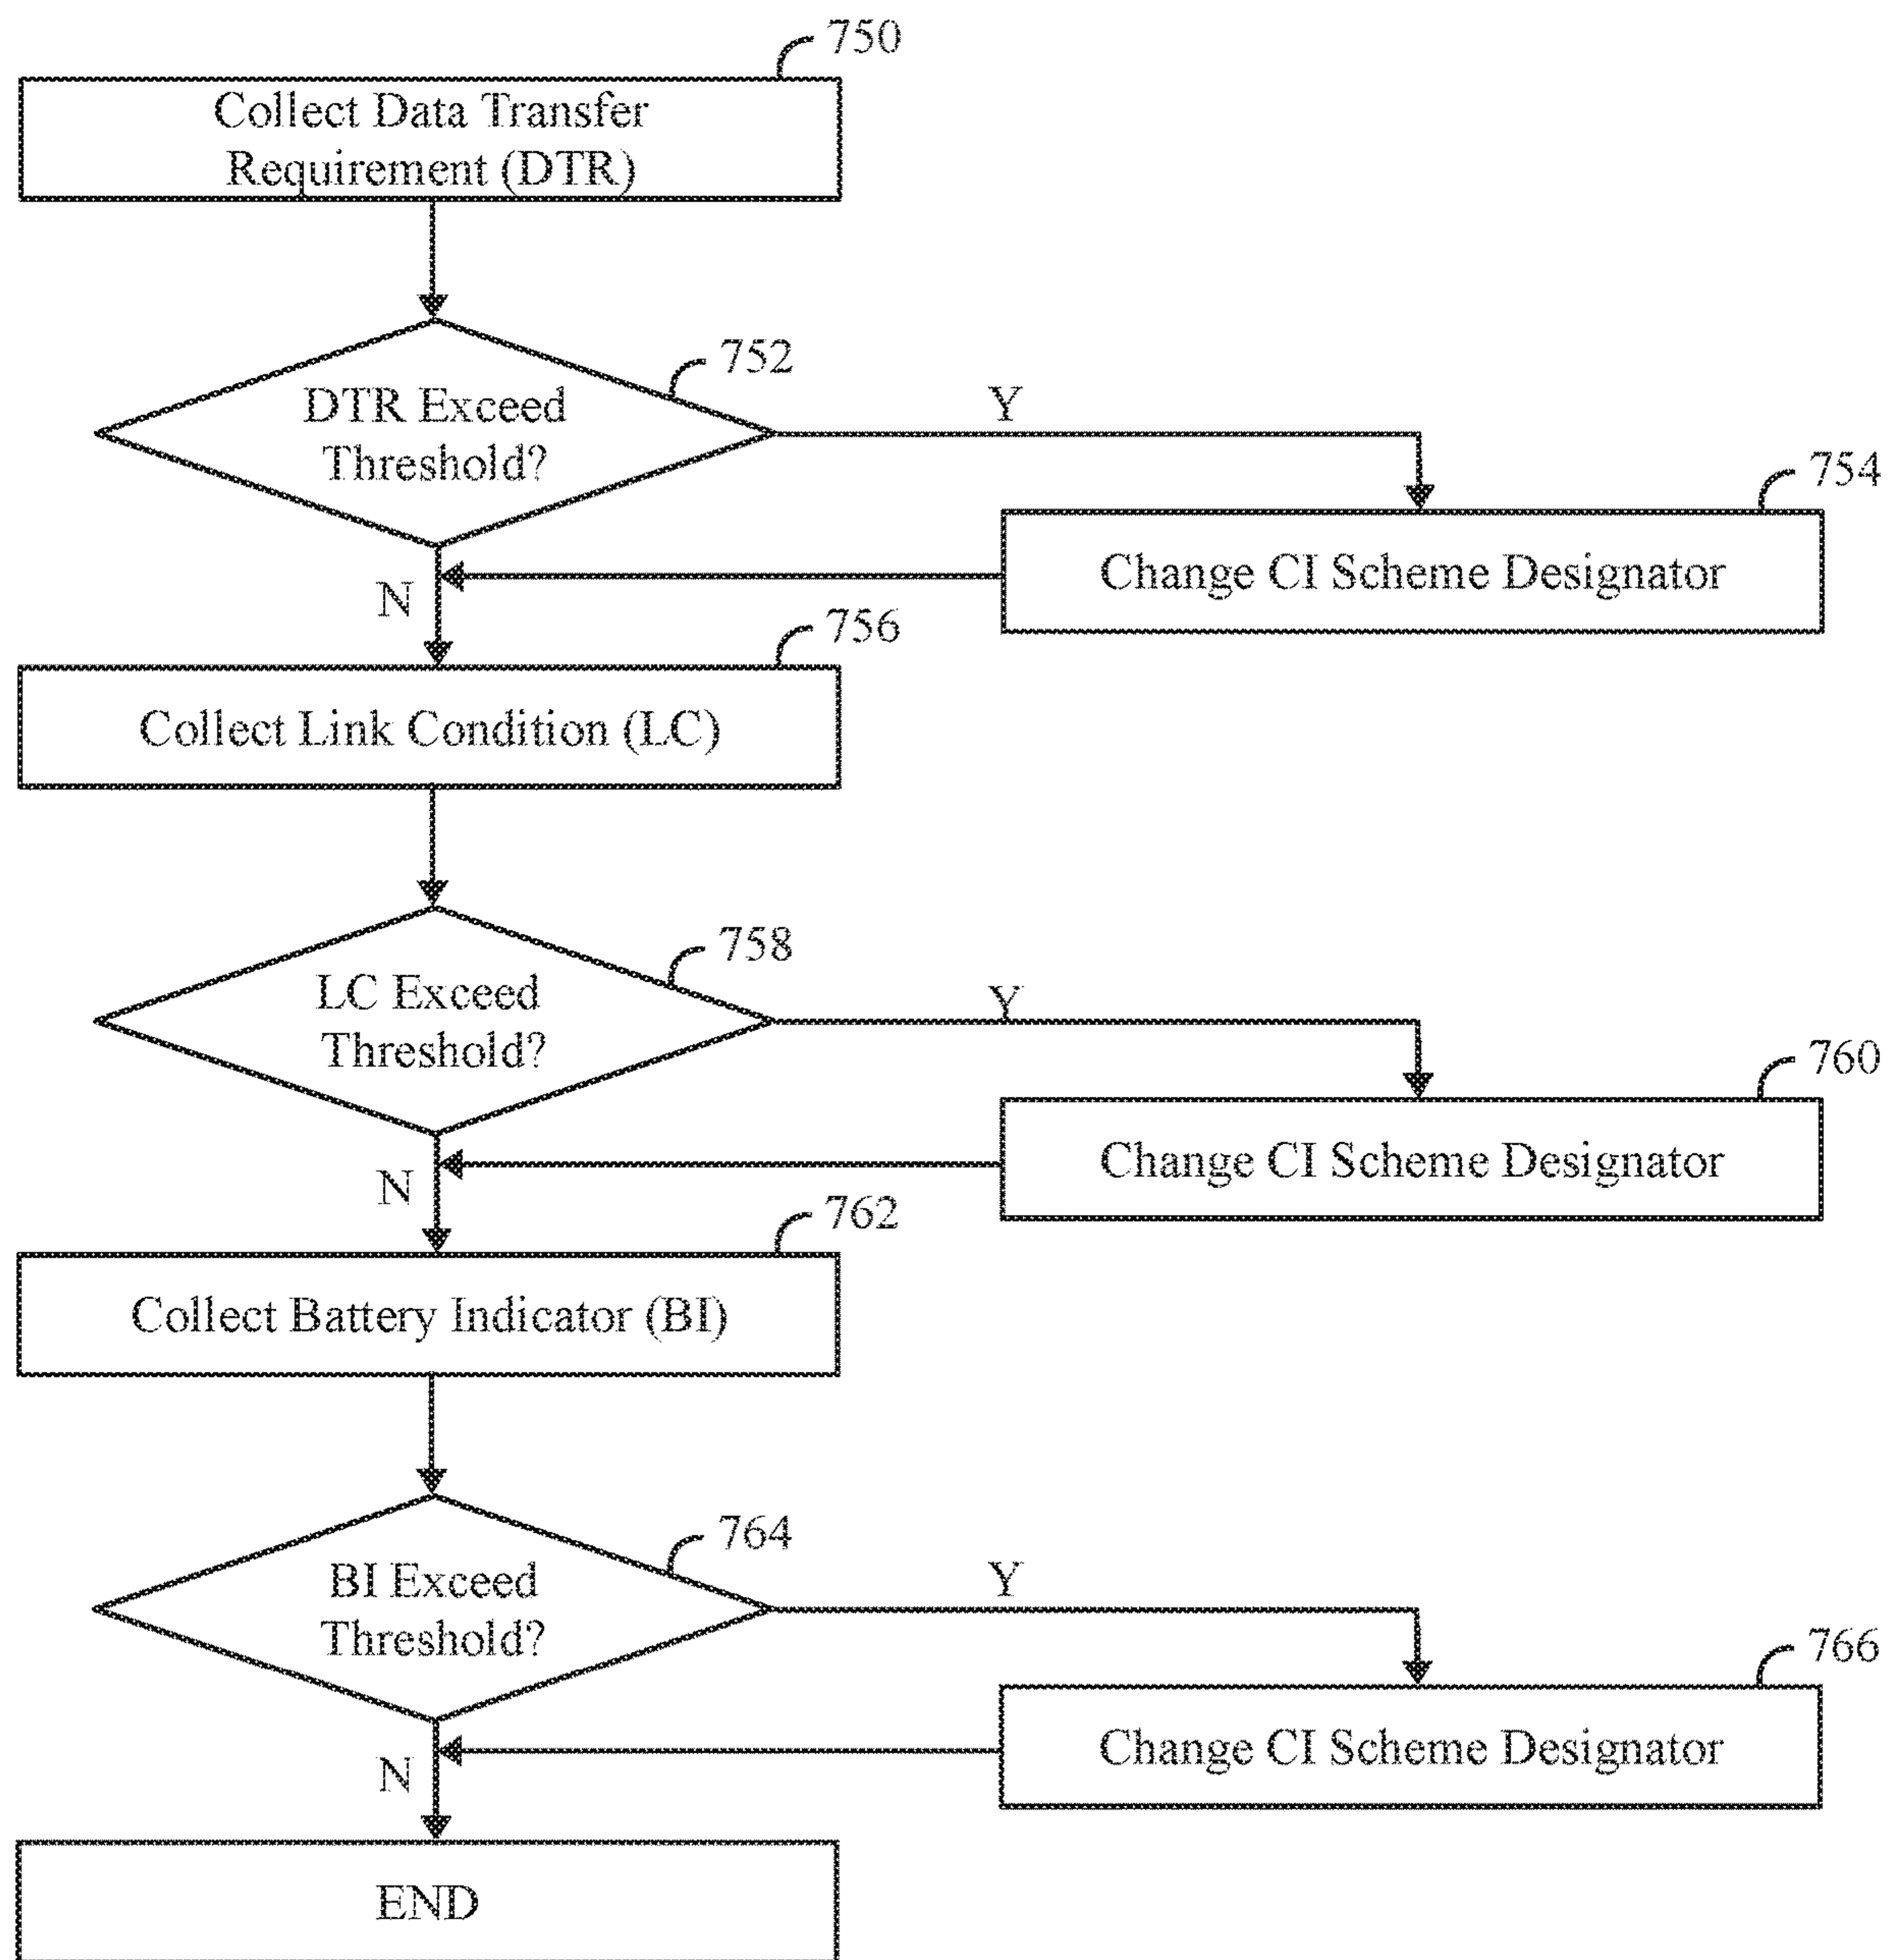 750
Collect Data Transfer
Requirement (DTR)
752
DTR Exceed
Threshold?
Y
754
Change CI Scheme Designator
N
756
Collect Link Condition (LC)
758
LC Exceed
Threshold?
Y
760
Change CI Scheme Designator
N
762
Collect Battery Indicator (BI)
764
BI Exceed
Threshold?
Y
766
Change CI Scheme Designator
N
END